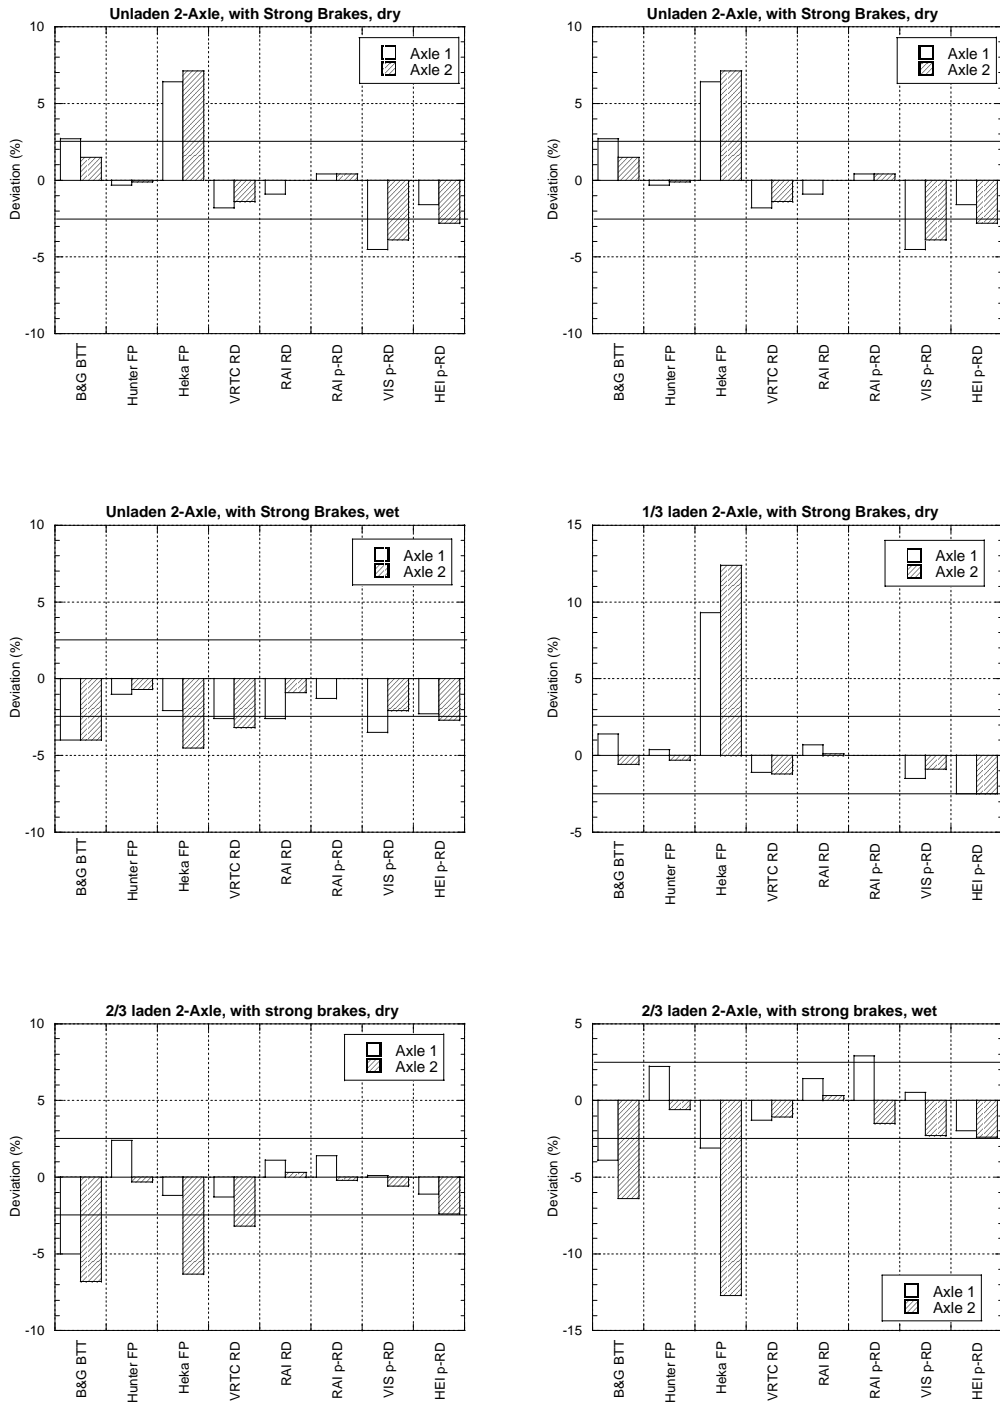 Unladen 2-Axle, with Strong Brakes, dry
Deviation (%)
10
5
0
-5
-10
Axle 1
Axle 2
B&G BTT
Hunter FP
Heka FP
VRTC RD
RAI RD
RAI p-RD
VIS p-RD
HEI p-RD
Unladen 2-Axle, with Strong Brakes, dry
Deviation (%)
10
5
0
-5
-10
Axle 1
Axle 2
B&G BTT
Hunter FP
Heka FP
VRTC RD
RAI RD
RAI p-RD
VIS p-RD
HEI p-RD
Unladen 2-Axle, with Strong Brakes, wet
Deviation (%)
10
5
0
-5
-10
Axle 1
Axle 2
B&G BTT
Hunter FP
Heka FP
VRTC RD
RAI RD
RAI p-RD
VIS p-RD
HEI p-RD
1/3 laden 2-Axle, with Strong Brakes, dry
Deviation (%)
15
10
5
0
-5
Axle 1
Axle 2
B&G BTT
Hunter FP
Heka FP
VRTC RD
RAI RD
RAI p-RD
VIS p-RD
HEI p-RD
2/3 laden 2-Axle, with strong brakes, dry
Deviation (%)
10
5
0
-5
-10
Axle 1
Axle 2
B&G BTT
Hunter FP
Heka FP
VRTC RD
RAI RD
RAI p-RD
VIS p-RD
HEI p-RD
2/3 laden 2-Axle, with strong brakes, wet
Deviation (%)
5
0
-5
-10
-15
Axle 1
Axle 2
B&G BTT
Hunter FP
Heka FP
VRTC RD
RAI RD
RAI p-RD
VIS p-RD
HEI p-RD